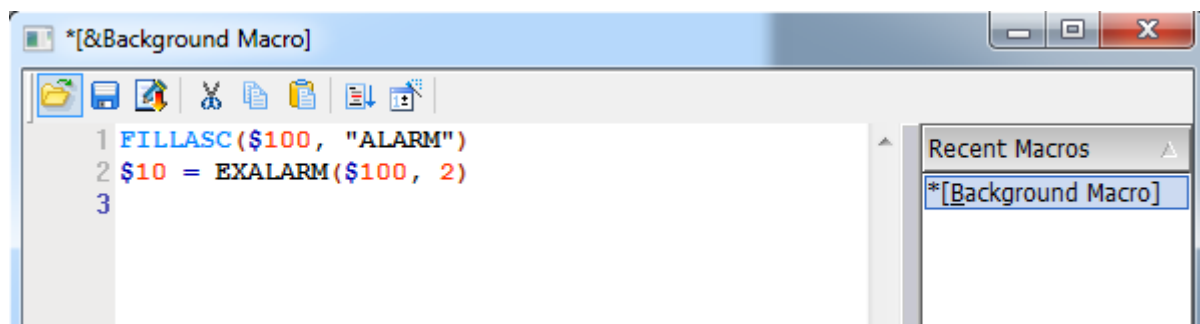 *[&Background Macro]
1 FILLASC($100, "ALARM")
2 $10 = EXALARM($100, 2)
3
Recent Macros
*[Background Macro]